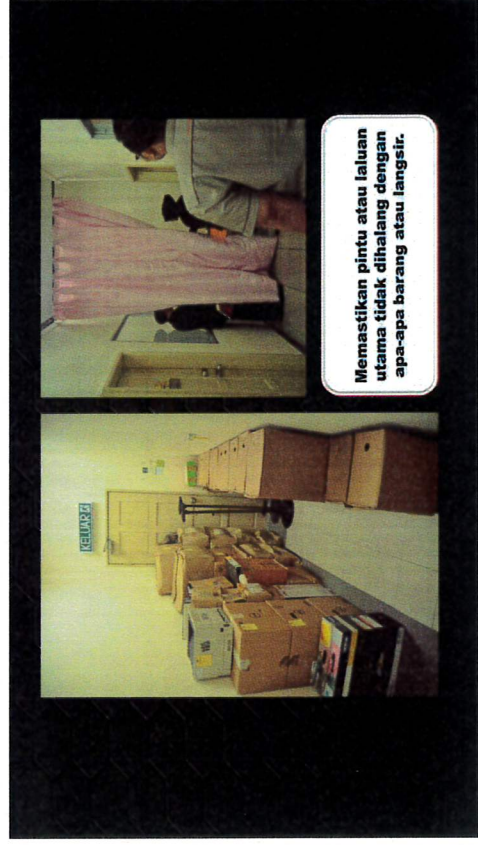 KELUAR
Memastikan pintu atau laluan
utama tidak dihalang dengan
apa-apa barang atau langsir.